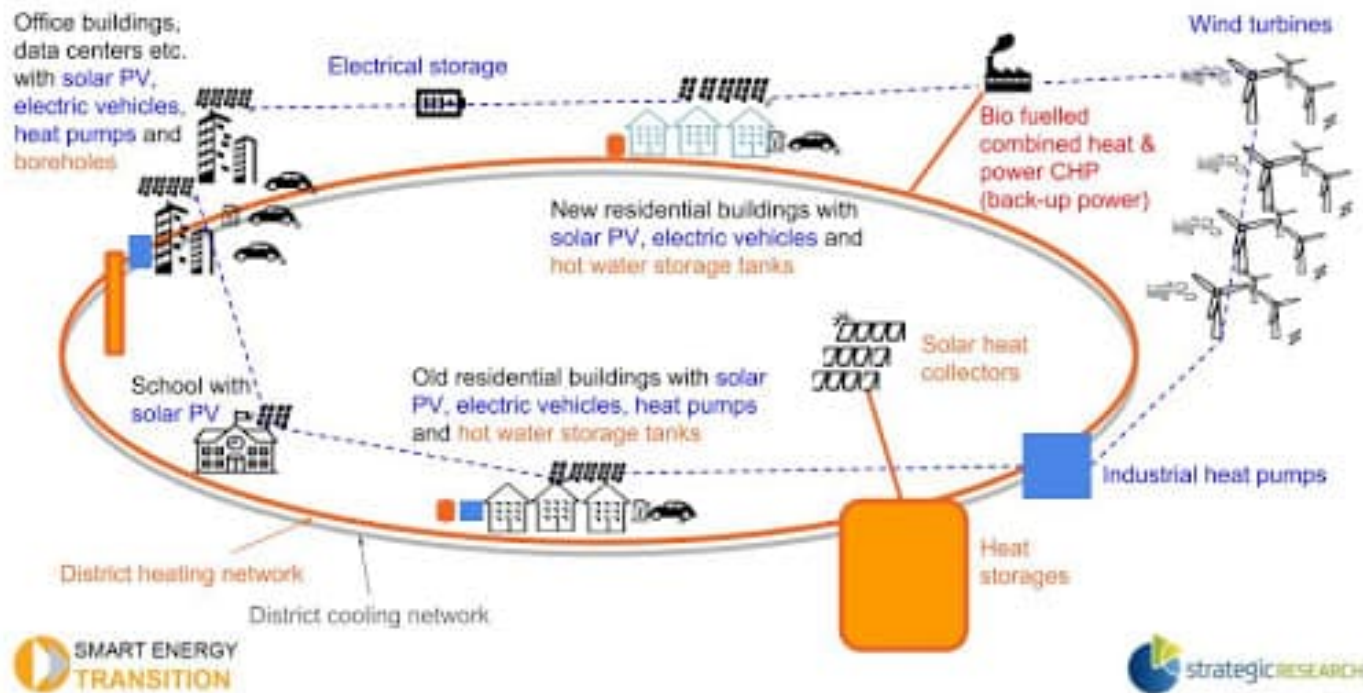 Office buildings,
data centers etc.
with solar PV,
electric vehicles,
heat pumps and
boreholes
Electrical storage
Wind turbines
Bio fuelled
combined heat &
power CHP
(back-up power)
New residential buildings with
solar PV, electric vehicles and
hot water storage tanks
Solar heat
collectors
School with
solar PV
Old residential buildings with solar
PV, electric vehicles, heat pumps
and hot water storage tanks
Industrial heat pumps
Heat
storages
District heating network
District cooling network
SMART ENERGY
TRANSITION
strategicRESEARCH